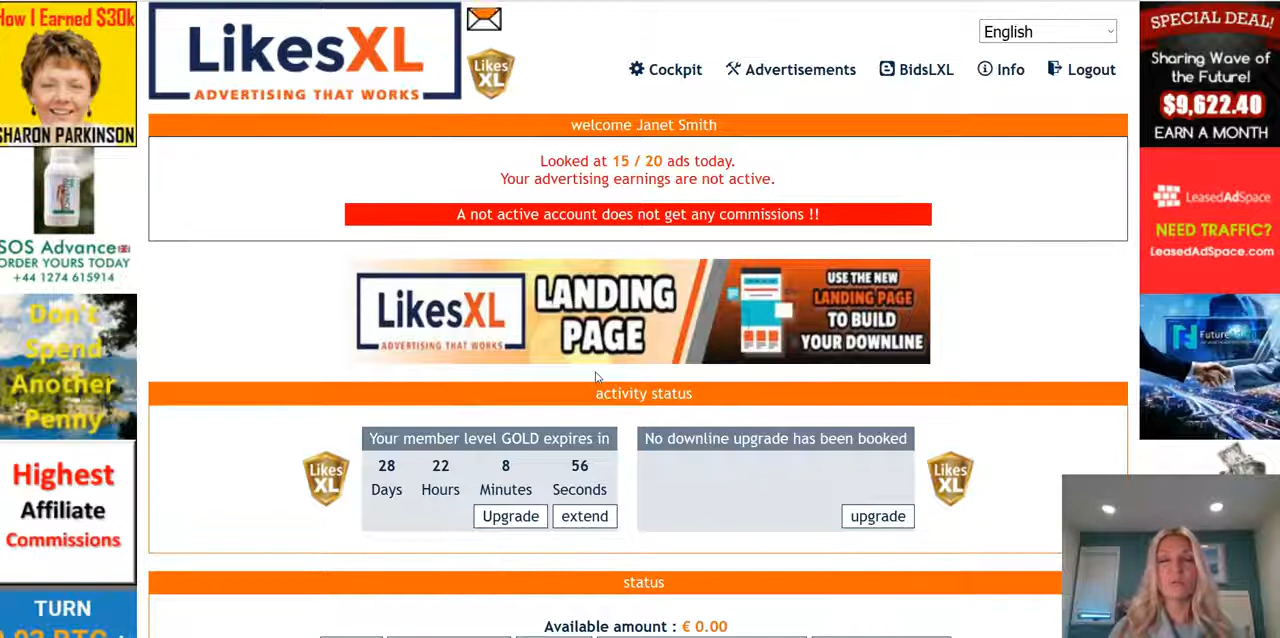 How I Earned $30k
SHARON PARKINSON
SOS Advance
ORDER YOURS TODAY
+44 1274 615914
Don't
Spend
Another
Penny
Highest
Affiliate
Commissions
TURN
LikesXL
ADVERTISING THAT WORKS
Likes
XL
English
Cockpit
Advertisements
BidsLXL
Info
Logout
welcome Janet Smith
Looked at 15 / 20 ads today.
Your advertising earnings are not active.
A not active account does not get any commissions !!
LikesXL
ADVERTISING THAT WORKS
LANDING
PAGE
USE THE NEW
LANDING PAGE
TO BUILD
YOUR DOWNLINE
activity status
Likes
XL
Your member level GOLD expires in
28 22 8 56
Days Hours Minutes Seconds
Upgrade extend
No downline upgrade has been booked
upgrade
Likes
XL
status
Available amount : € 0.00
SPECIAL DEAL!
Sharing Wave of
the Future!
$9,622.40
EARN A MONTH
LeasedAdSpace
NEED TRAFFIC?
LeasedAdSpace.com